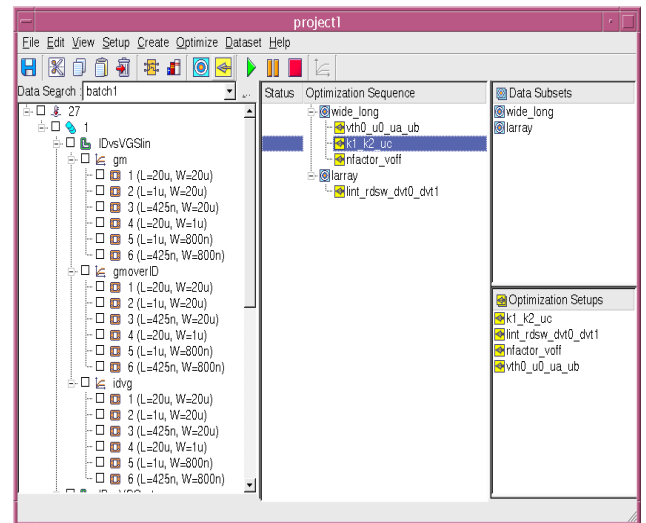 project1
File Edit View Setup Create Optimize Dataset Help
Data Search : batch1
27
1
IDvsVGSlin
gm
1 (L=20u, W=20u)
2 (L=1u, W=20u)
3 (L=425n, W=20u)
4 (L=20u, W=1u)
5 (L=1u, W=800n)
6 (L=425n, W=800n)
gmoverID
1 (L=20u, W=20u)
2 (L=1u, W=20u)
3 (L=425n, W=20u)
4 (L=20u, W=1u)
5 (L=1u, W=800n)
6 (L=425n, W=800n)
idvg
1 (L=20u, W=20u)
2 (L=1u, W=20u)
3 (L=425n, W=20u)
4 (L=20u, W=1u)
5 (L=1u, W=800n)
6 (L=425n, W=800n)
Status Optimization Sequence
wide_long
vth0_u0_ua_ub
k1_k2_uc
nfactor_voff
larray
lint_rdsw_dvt0_dvt1
Data Subsets
wide_long
larray
Optimization Setups
k1_k2_uc
lint_rdsw_dvt0_dvt1
nfactor_voff
vth0_u0_ua_ub